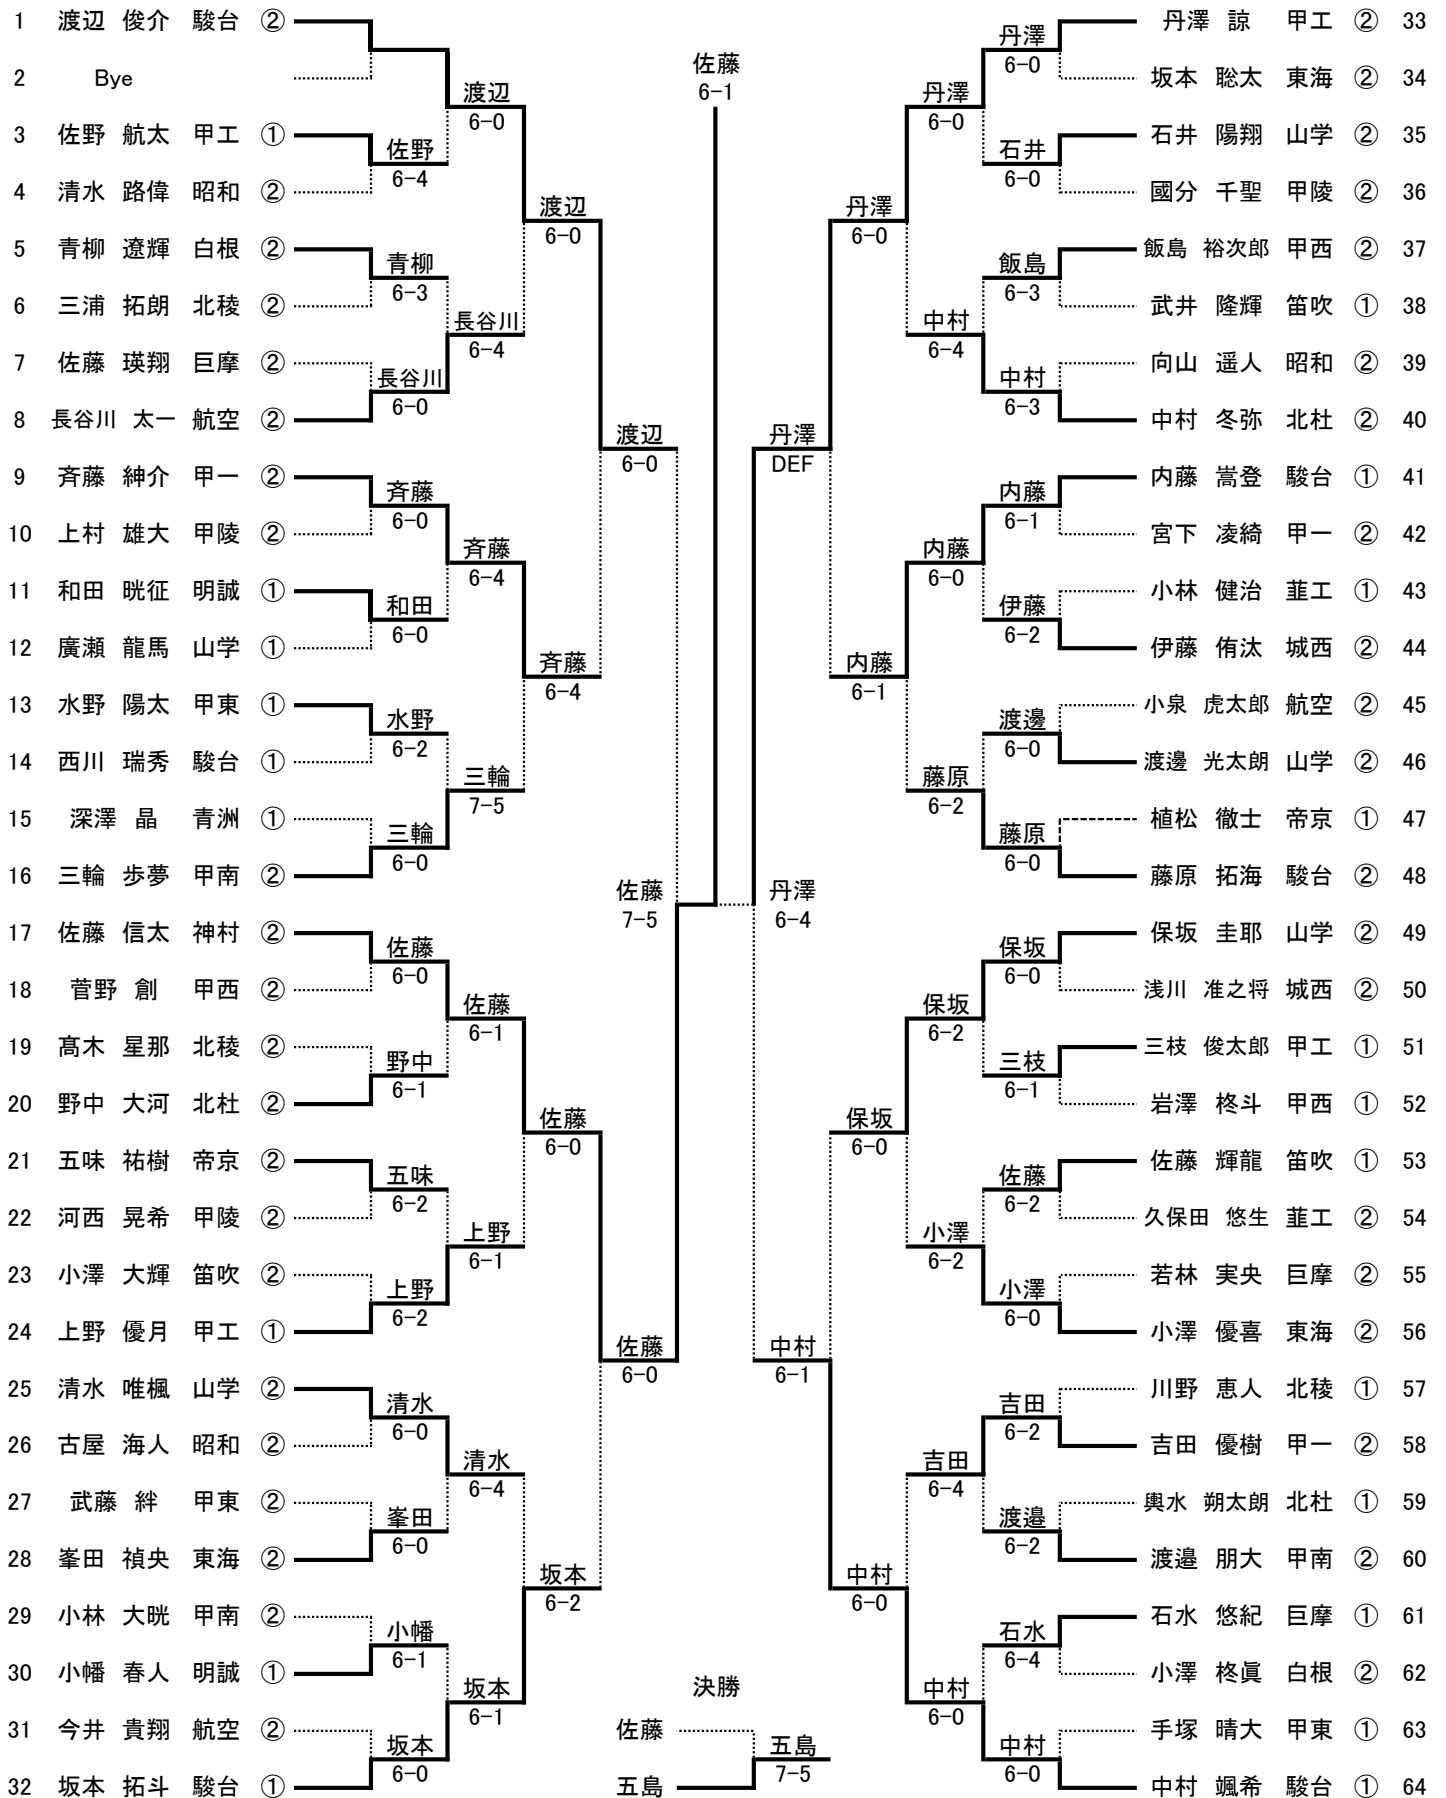 1 渡辺 俊介 駿台 ②
2 Bye
3 佐野 航太 甲工 ①
4 清水 路偉 昭和 ②
5 青柳 遼輝 白根 ②
6 三浦 拓朗 北稜 ②
7 佐藤 瑛翔 巨摩 ②
8 長谷川 太一 航空 ②
9 斉藤 紳介 甲一 ②
10 上村 雄大 甲陵 ②
11 和田 晄征 明誠 ①
12 廣瀬 龍馬 山学 ①
13 水野 陽太 甲東 ①
14 西川 瑞秀 駿台 ①
15 深澤 晶 青洲 ①
16 三輪 歩夢 甲南 ②
17 佐藤 信太 神村 ②
18 菅野 創 甲西 ②
19 髙木 星那 北稜 ②
20 野中 大河 北杜 ②
21 五味 祐樹 帝京 ②
22 河西 晃希 甲陵 ②
23 小澤 大輝 笛吹 ②
24 上野 優月 甲工 ①
25 清水 唯楓 山学 ②
26 古屋 海人 昭和 ②
27 武藤 絆 甲東 ②
28 峯田 禎央 東海 ②
29 小林 大晄 甲南 ②
30 小幡 春人 明誠 ①
31 今井 貴翔 航空 ②
32 坂本 拓斗 駿台 ①
佐野
6-4
青柳
6-3
長谷川
6-0
斉藤
6-0
和田
6-0
水野
6-2
三輪
6-0
佐藤
6-0
野中
6-1
五味
6-2
上野
6-2
清水
6-0
峯田
6-0
小幡
6-1
坂本
6-0
渡辺
6-0
長谷川
6-4
斉藤
6-4
三輪
7-5
佐藤
6-1
上野
6-1
清水
6-4
坂本
6-1
渡辺
6-0
斉藤
6-4
佐藤
6-0
坂本
6-2
渡辺
6-0
佐藤
6-0
佐藤
7-5
佐藤
6-1
丹澤
6-4
丹澤
DEF
中村
6-1
丹澤
6-0
内藤
6-1
保坂
6-0
中村
6-0
丹澤
6-0
中村
6-4
内藤
6-0
藤原
6-2
保坂
6-2
小澤
6-2
吉田
6-4
中村
6-0
丹澤
6-0
石井
6-0
飯島
6-3
中村
6-3
内藤
6-1
伊藤
6-2
渡邊
6-0
藤原
6-0
保坂
6-0
三枝
6-1
佐藤
6-2
小澤
6-0
吉田
6-2
渡邉
6-2
石水
6-4
中村
6-0
丹澤 諒 甲工 ② 33
坂本 聡太 東海 ② 34
石井 陽翔 山学 ② 35
國分 千聖 甲陵 ② 36
飯島 裕次郎 甲西 ② 37
武井 隆輝 笛吹 ① 38
向山 遥人 昭和 ② 39
中村 冬弥 北杜 ② 40
内藤 嵩登 駿台 ① 41
宮下 凌綺 甲一 ② 42
小林 健治 韮工 ① 43
伊藤 侑汰 城西 ② 44
小泉 虎太郎 航空 ② 45
渡邊 光太朗 山学 ② 46
植松 徹士 帝京 ① 47
藤原 拓海 駿台 ② 48
保坂 圭耶 山学 ② 49
浅川 准之将 城西 ② 50
三枝 俊太郎 甲工 ① 51
岩澤 柊斗 甲西 ① 52
佐藤 輝龍 笛吹 ① 53
久保田 悠生 韮工 ② 54
若林 実央 巨摩 ② 55
小澤 優喜 東海 ② 56
川野 恵人 北稜 ① 57
吉田 優樹 甲一 ② 58
輿水 朔太朗 北杜 ① 59
渡邉 朋大 甲南 ② 60
石水 悠紀 巨摩 ① 61
小澤 柊眞 白根 ② 62
手塚 晴大 甲東 ① 63
中村 颯希 駿台 ① 64
決勝
佐藤
五島
7-5
五島